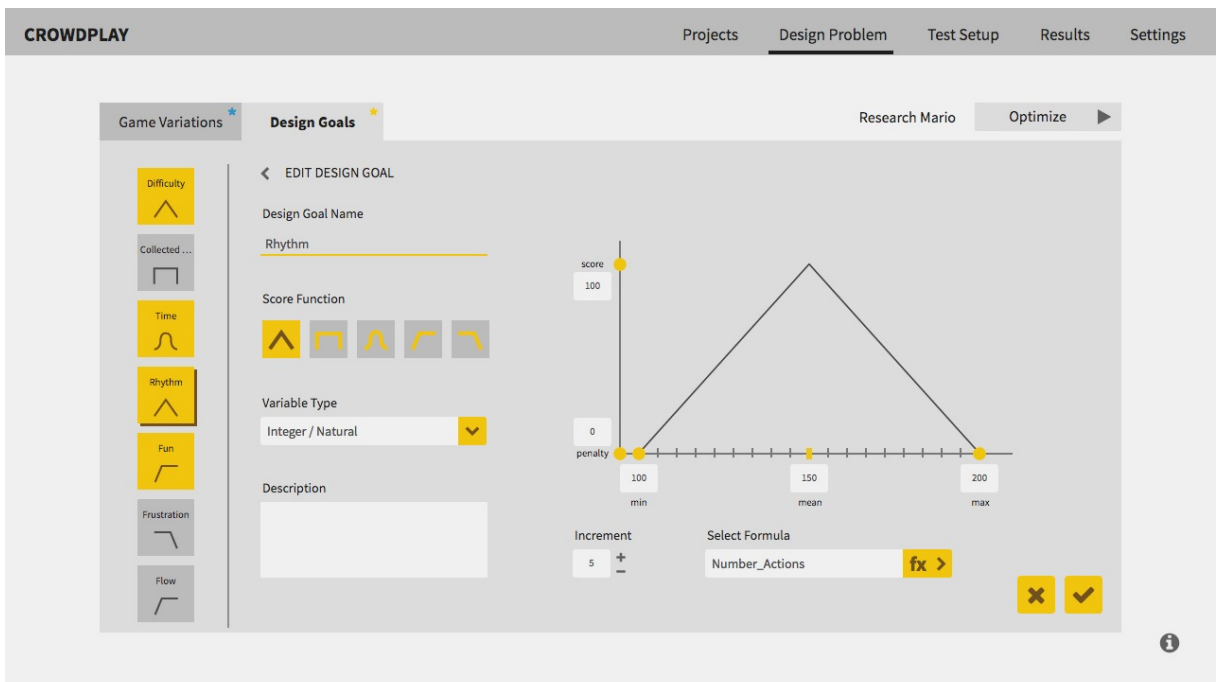 CROWDPLAY
Projects Design Problem Test Setup Results Settings
Game Variations Design Goals Research Mario Optimize
Difficulty
Collected ...
Time
Rhythm
Fun
Frustration
Flow
EDIT DESIGN GOAL
Design Goal Name
Rhythm
Score Function
Variable Type
Integer / Natural
Description
score
100
0
penalty
100 150 200
min mean max
Increment Select Formula
5 + − Number_Actions fx >